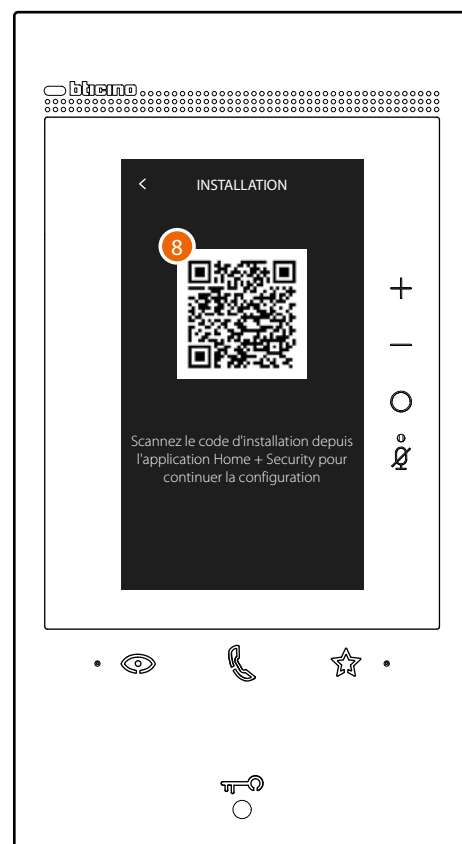 bticino
INSTALLATION
8
Scannez le code d'installation depuis
l'application Home + Security pour
continuer la configuration